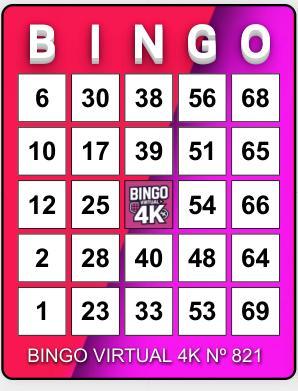 B I N G O
6 30 38 56 68
10 17 39 51 65
12 25 BINGO VIRTUAL 4K 54 66
2 28 40 48 64
1 23 33 53 69
BINGO VIRTUAL 4K Nº 821